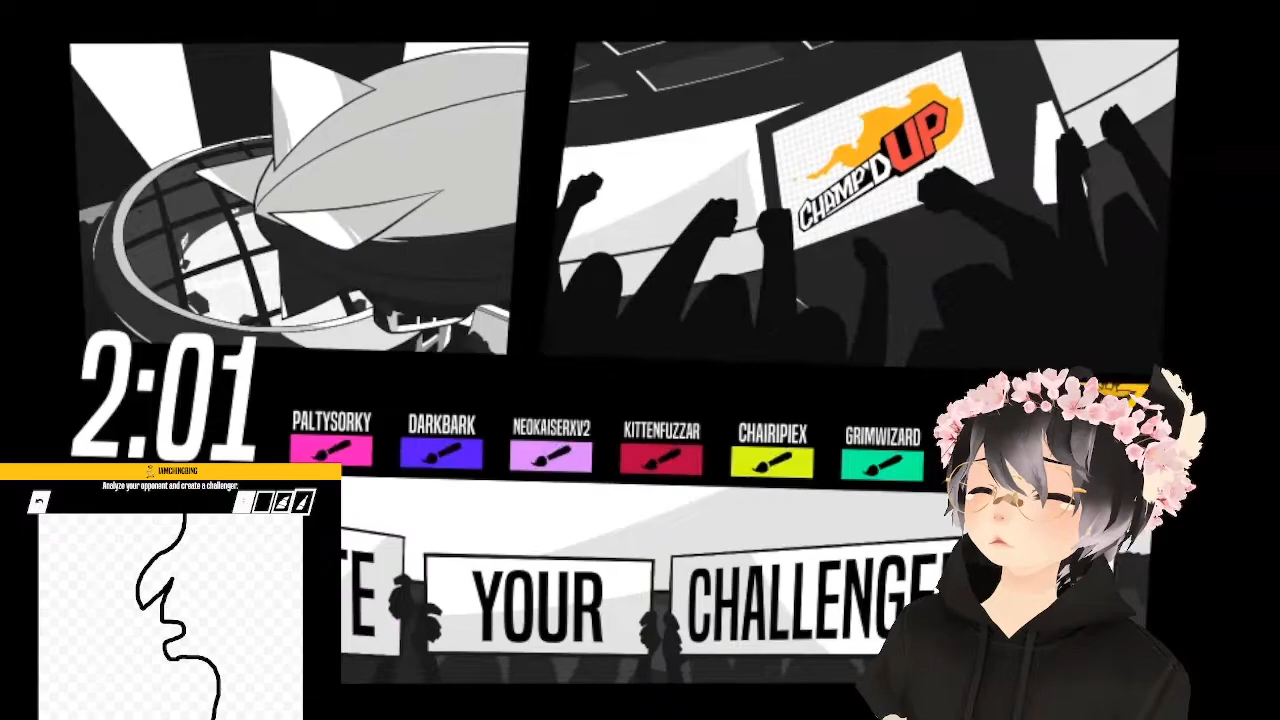 CHAMP'D UP
2:01
PALTYSORKY
DARKBARK
NEOKAISERXV2
KITTENFUZZAR
CHAIRIPIEX
GRIMWIZARD
IAMCHINGBING
Analyze your opponent and create a challenger.
TE YOUR CHALLENGE